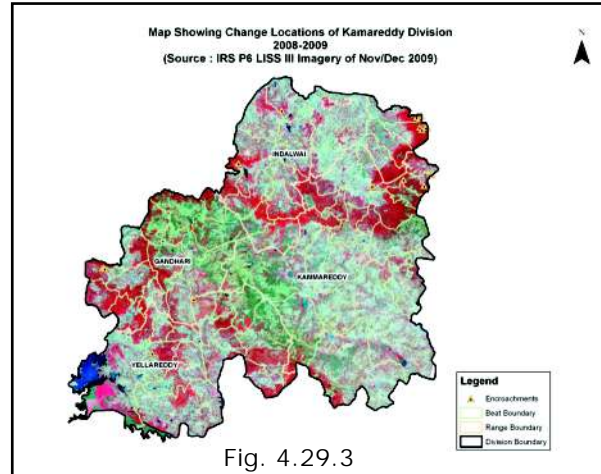 Map Showing Change Locations of Kamareddy Division
2008-2009
(Source : IRS P6 LISS III Imagery of Nov/Dec 2009)
N
INDALWAI
GANDHARI
KAMMAREDDY
YELLAREDDY
Legend
Encroachments
Beat Boundary
Range Boundary
Division Boundary
Fig. 4.29.3